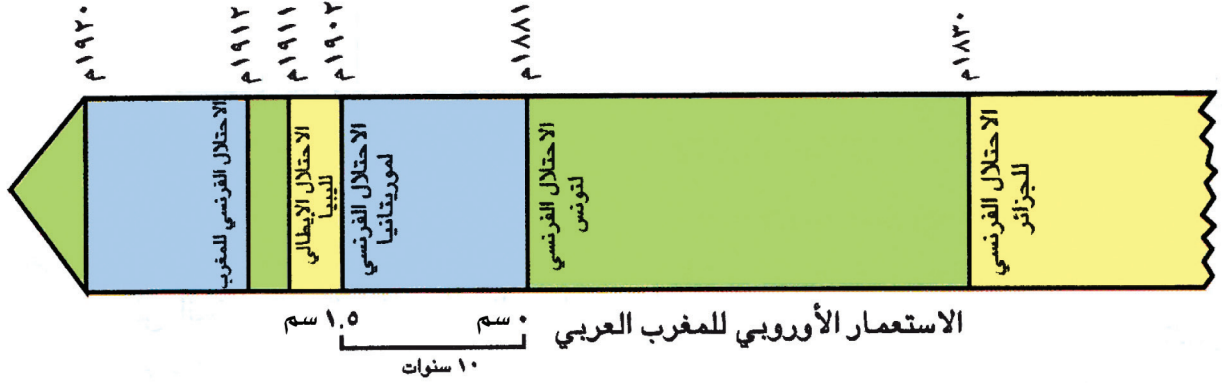 ١٨٣٠م
١٨٨١م
١٩٠٢م
١٩١١م
١٩١٢م
١٩٢٠م
الاحتلال الفرنسي
للجزائر
الاحتلال الفرنسي
لتونس
الاحتلال الفرنسي
لموريتانيا
الاحتلال الإيطالي
لليبيا
الاحتلال الفرنسي للمغرب
الاستعمار الأوروبي للمغرب العربي
٠ سم
١.٥ سم
١٠ سنوات